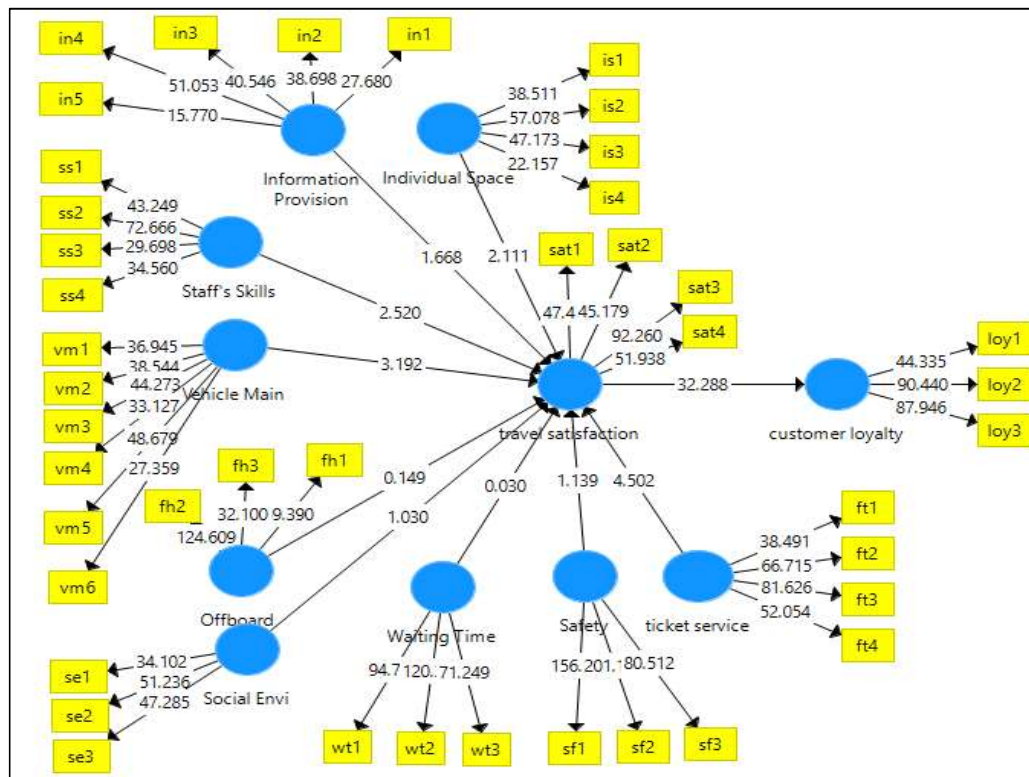 in4
in3
in2
in1
51.053
40.546
38.698
27.680
in5
15.770
Information
Provision
is1
is2
is3
is4
38.511
57.078
47.173
22.157
Individual Space
ss1
ss2
ss3
ss4
43.249
72.666
29.698
34.560
Staff's Skills
1.668
2.111
2.520
3.192
sat1
sat2
sat3
sat4
47.4
45.179
92.260
51.938
travel satisfaction
32.288
customer loyalty
44.335
90.440
87.946
loy1
loy2
loy3
vm1
vm2
vm3
vm4
vm5
vm6
36.945
38.544
44.273
33.127
48.679
27.359
Vehicle Main
fh3
fh1
fh2
32.100
9.390
124.609
Offboard
0.149
1.030
0.030
1.139
4.502
se1
se2
se3
34.102
51.236
47.285
Social Envi
Waiting Time
94.7
120.
71.249
wt1
wt2
wt3
Safety
156.
201.
80.512
sf1
sf2
sf3
ticket service
38.491
66.715
81.626
52.054
ft1
ft2
ft3
ft4